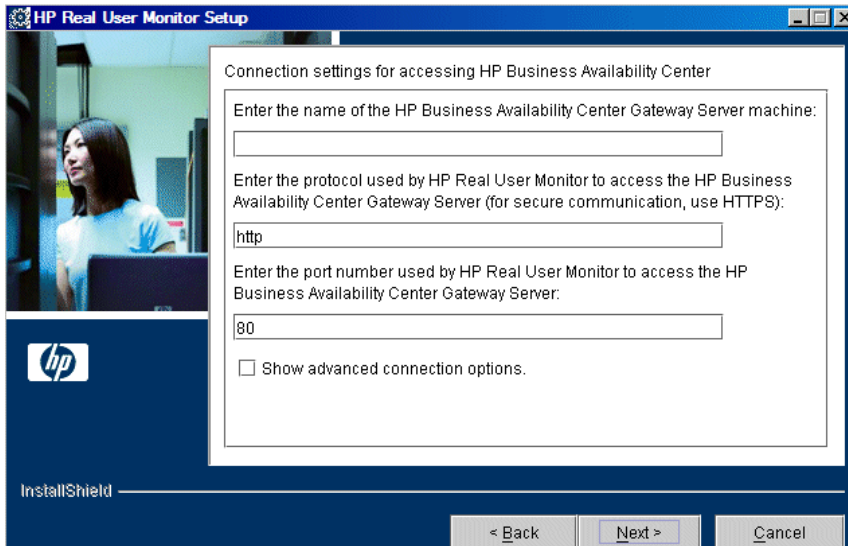 HP Real User Monitor Setup
Connection settings for accessing HP Business Availability Center
Enter the name of the HP Business Availability Center Gateway Server machine:
Enter the protocol used by HP Real User Monitor to access the HP Business
Availability Center Gateway Server (for secure communication, use HTTPS):
http
Enter the port number used by HP Real User Monitor to access the HP
Business Availability Center Gateway Server:
80
Show advanced connection options.
hp
InstallShield
< Back
Next >
Cancel